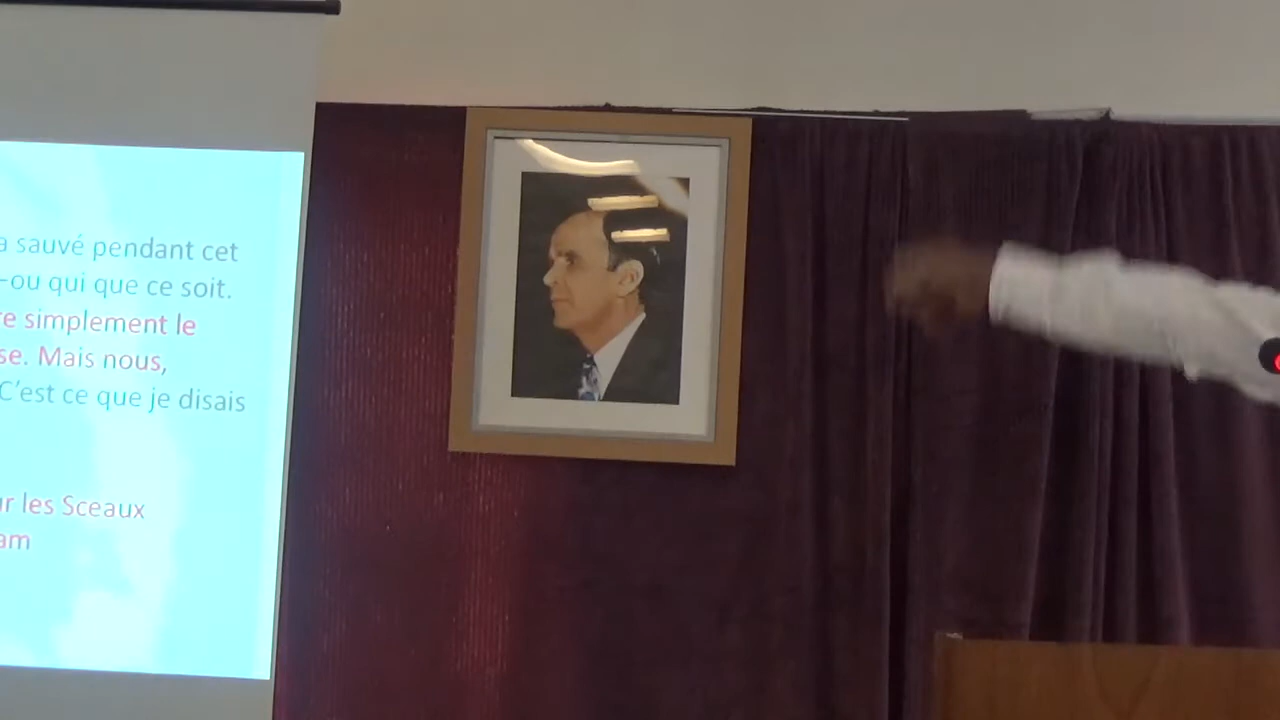 a sauvé pendant cet
-ou qui que ce soit.
re simplement le
se. Mais nous,
C'est ce que je disais
r les Sceaux
am